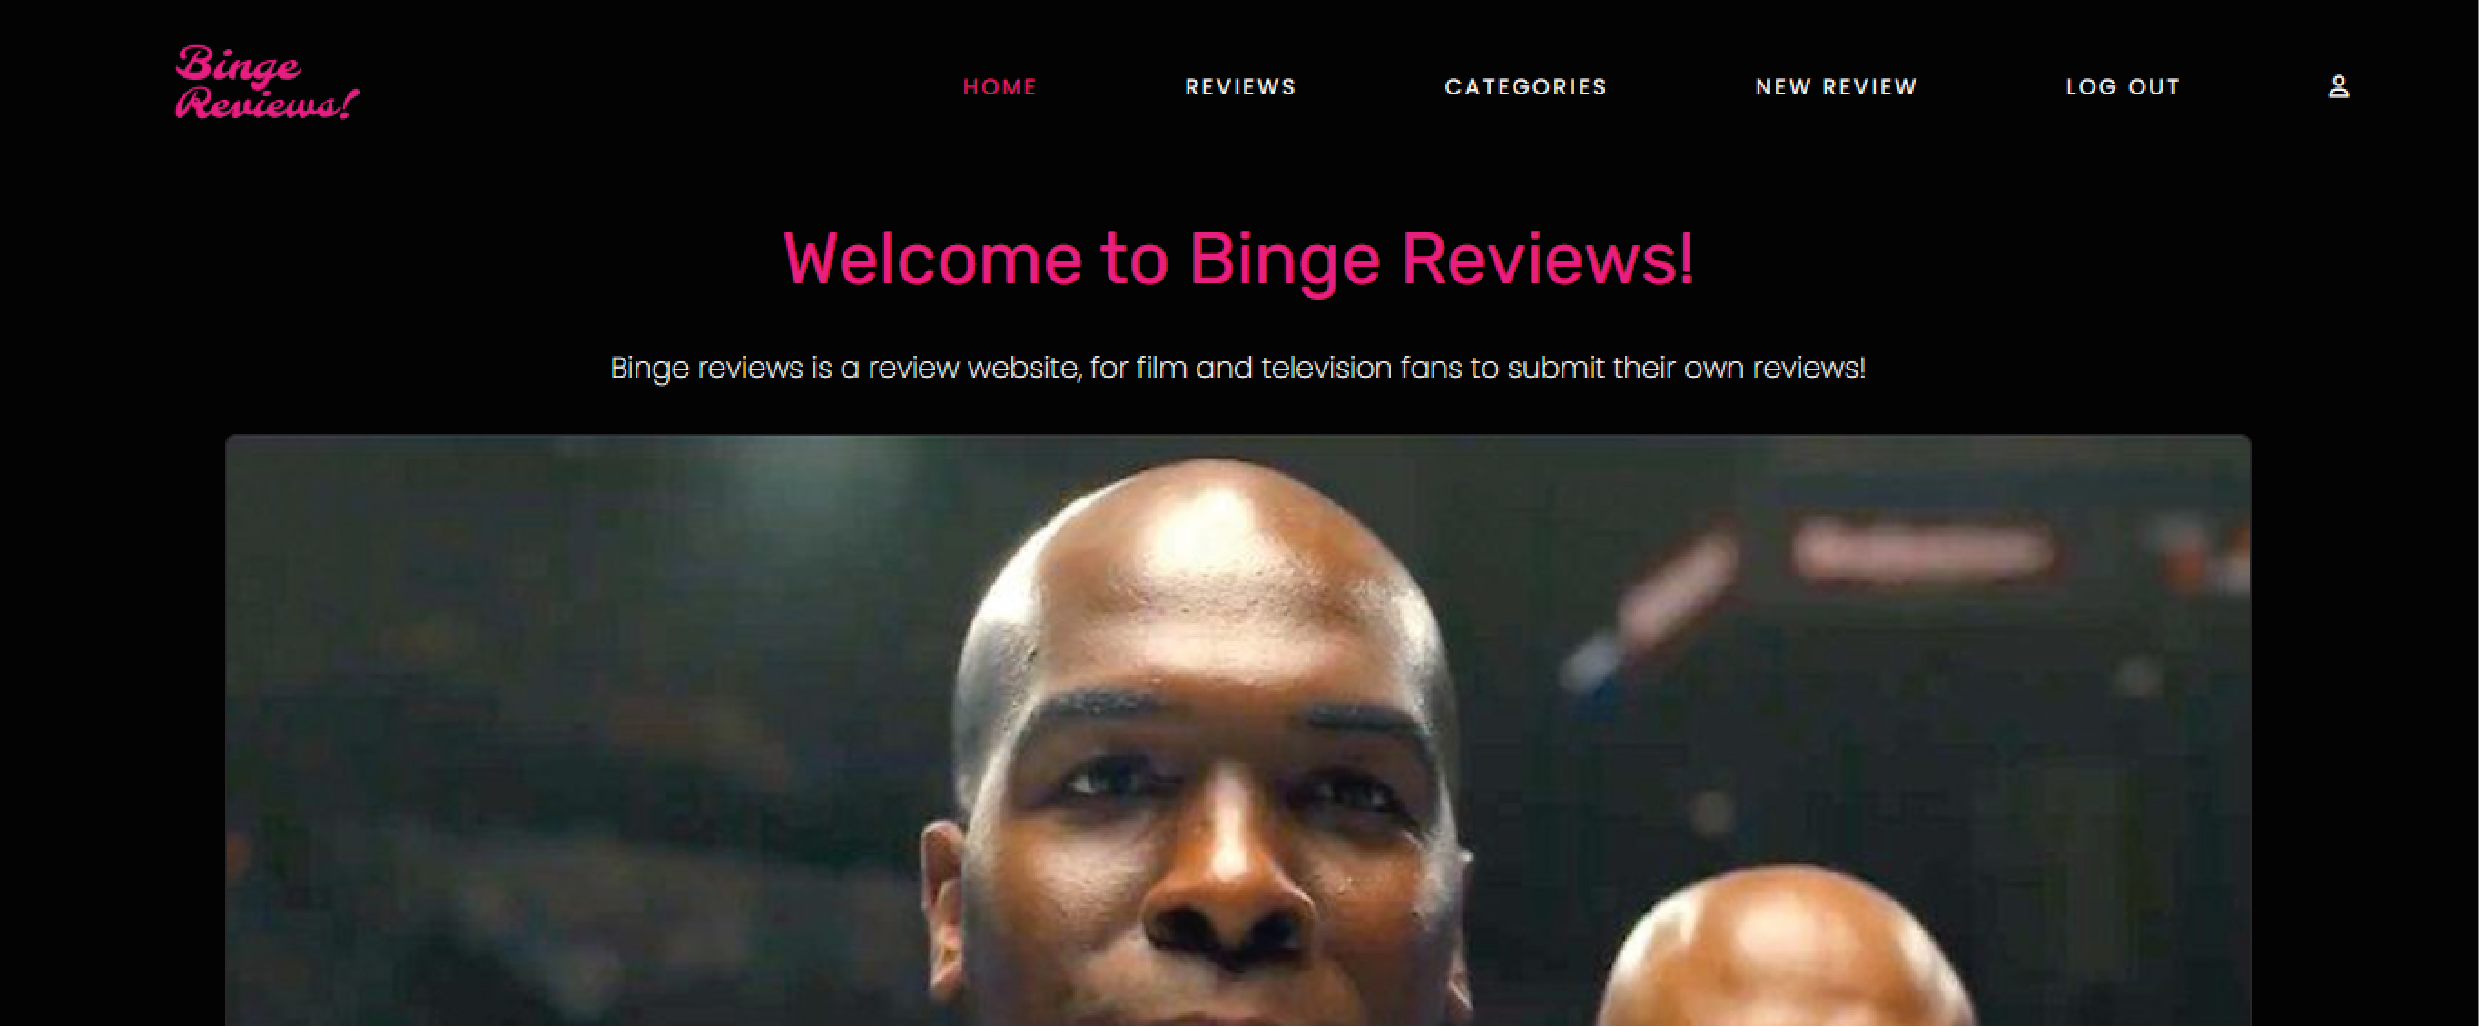 Binge
Reviews!
HOME REVIEWS CATEGORIES NEW REVIEW LOG OUT
Welcome to Binge Reviews!
Binge reviews is a review website, for film and television fans to submit their own reviews!